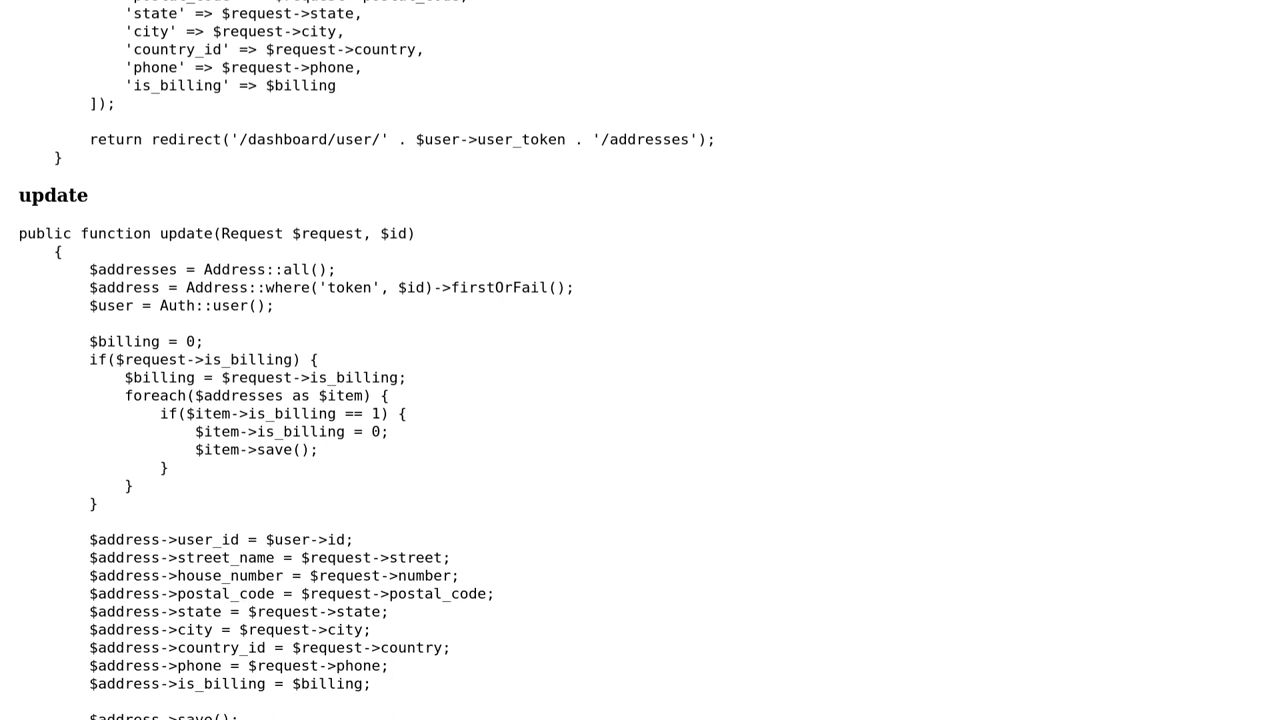 'state' => $request->state,
'city' => $request->city,
'country_id' => $request->country,
'phone' => $request->phone,
'is_billing' => $billing
]);
return redirect('/dashboard/user/' . $user->user_token . '/addresses');
}
update
public function update(Request $request, $id)
{
$addresses = Address::all();
$address = Address::where('token', $id)->firstOrFail();
$user = Auth::user();
$billing = 0;
if($request->is_billing) {
$billing = $request->is_billing;
foreach($addresses as $item) {
if($item->is_billing == 1) {
$item->is_billing = 0;
$item->save();
}
}
}
$address->user_id = $user->id;
$address->street_name = $request->street;
$address->house_number = $request->number;
$address->postal_code = $request->postal_code;
$address->state = $request->state;
$address->city = $request->city;
$address->country_id = $request->country;
$address->phone = $request->phone;
$address->is_billing = $billing;
$address->save();